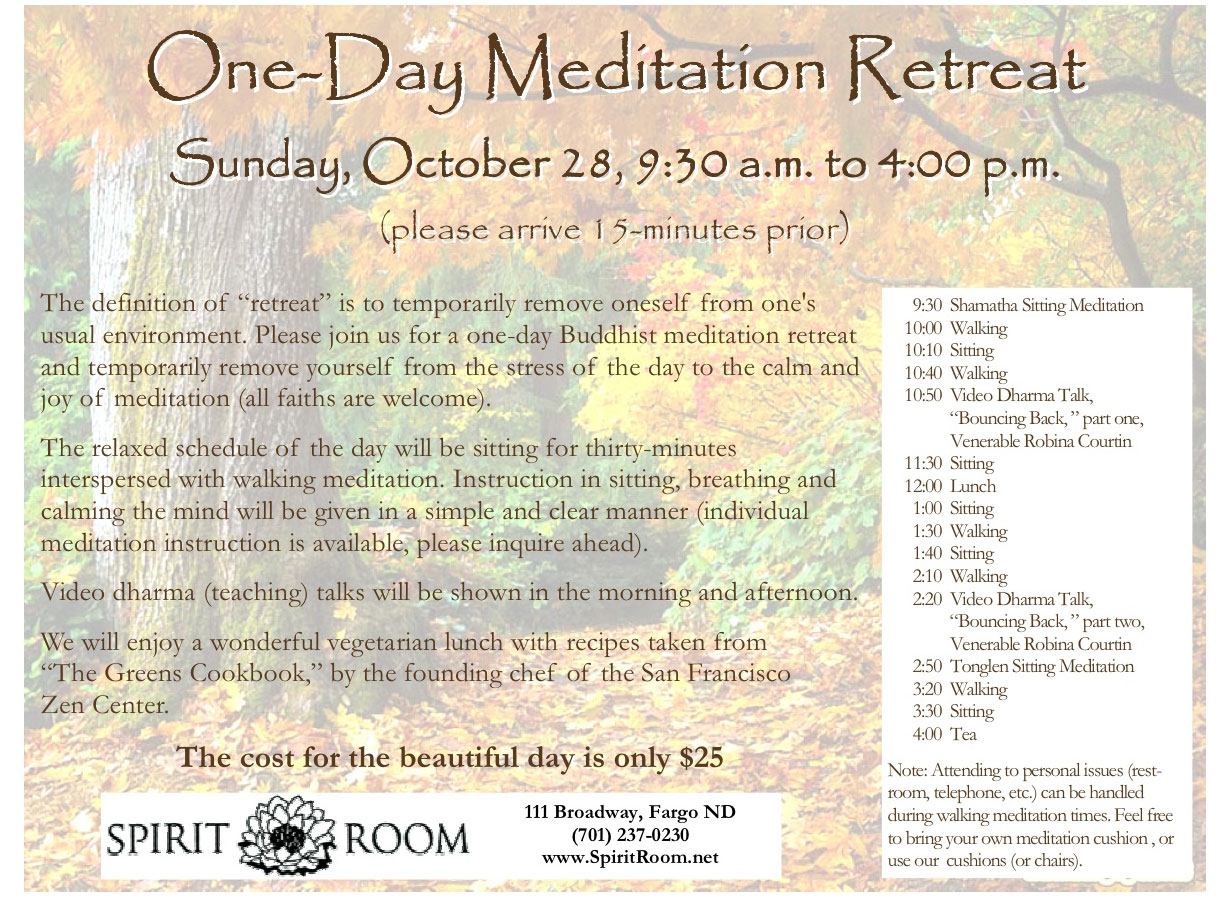 One-Day Meditation Retreat
Sunday, October 28, 9:30 a.m. to 4:00 p.m.
(please arrive 15-minutes prior)
The definition of “retreat” is to temporarily remove oneself from one's
usual environment. Please join us for a one-day Buddhist meditation retreat
and temporarily remove yourself from the stress of the day to the calm and
joy of meditation (all faiths are welcome).
The relaxed schedule of the day will be sitting for thirty-minutes
interspersed with walking meditation. Instruction in sitting, breathing and
calming the mind will be given in a simple and clear manner (individual
meditation instruction is available, please inquire ahead).
Video dharma (teaching) talks will be shown in the morning and afternoon.
We will enjoy a wonderful vegetarian lunch with recipes taken from
“The Greens Cookbook,” by the founding chef of the San Francisco
Zen Center.
The cost for the beautiful day is only $25
SPIRIT ROOM
111 Broadway, Fargo ND
(701) 237-0230
www.SpiritRoom.net
9:30 Shamatha Sitting Meditation
10:00 Walking
10:10 Sitting
10:40 Walking
10:50 Video Dharma Talk,
“Bouncing Back, ” part one,
Venerable Robina Courtin
11:30 Sitting
12:00 Lunch
1:00 Sitting
1:30 Walking
1:40 Sitting
2:10 Walking
2:20 Video Dharma Talk,
“Bouncing Back, ” part two,
Venerable Robina Courtin
2:50 Tonglen Sitting Meditation
3:20 Walking
3:30 Sitting
4:00 Tea
Note: Attending to personal issues (rest-
room, telephone, etc.) can be handled
during walking meditation times. Feel free
to bring your own meditation cushion , or
use our cushions (or chairs).